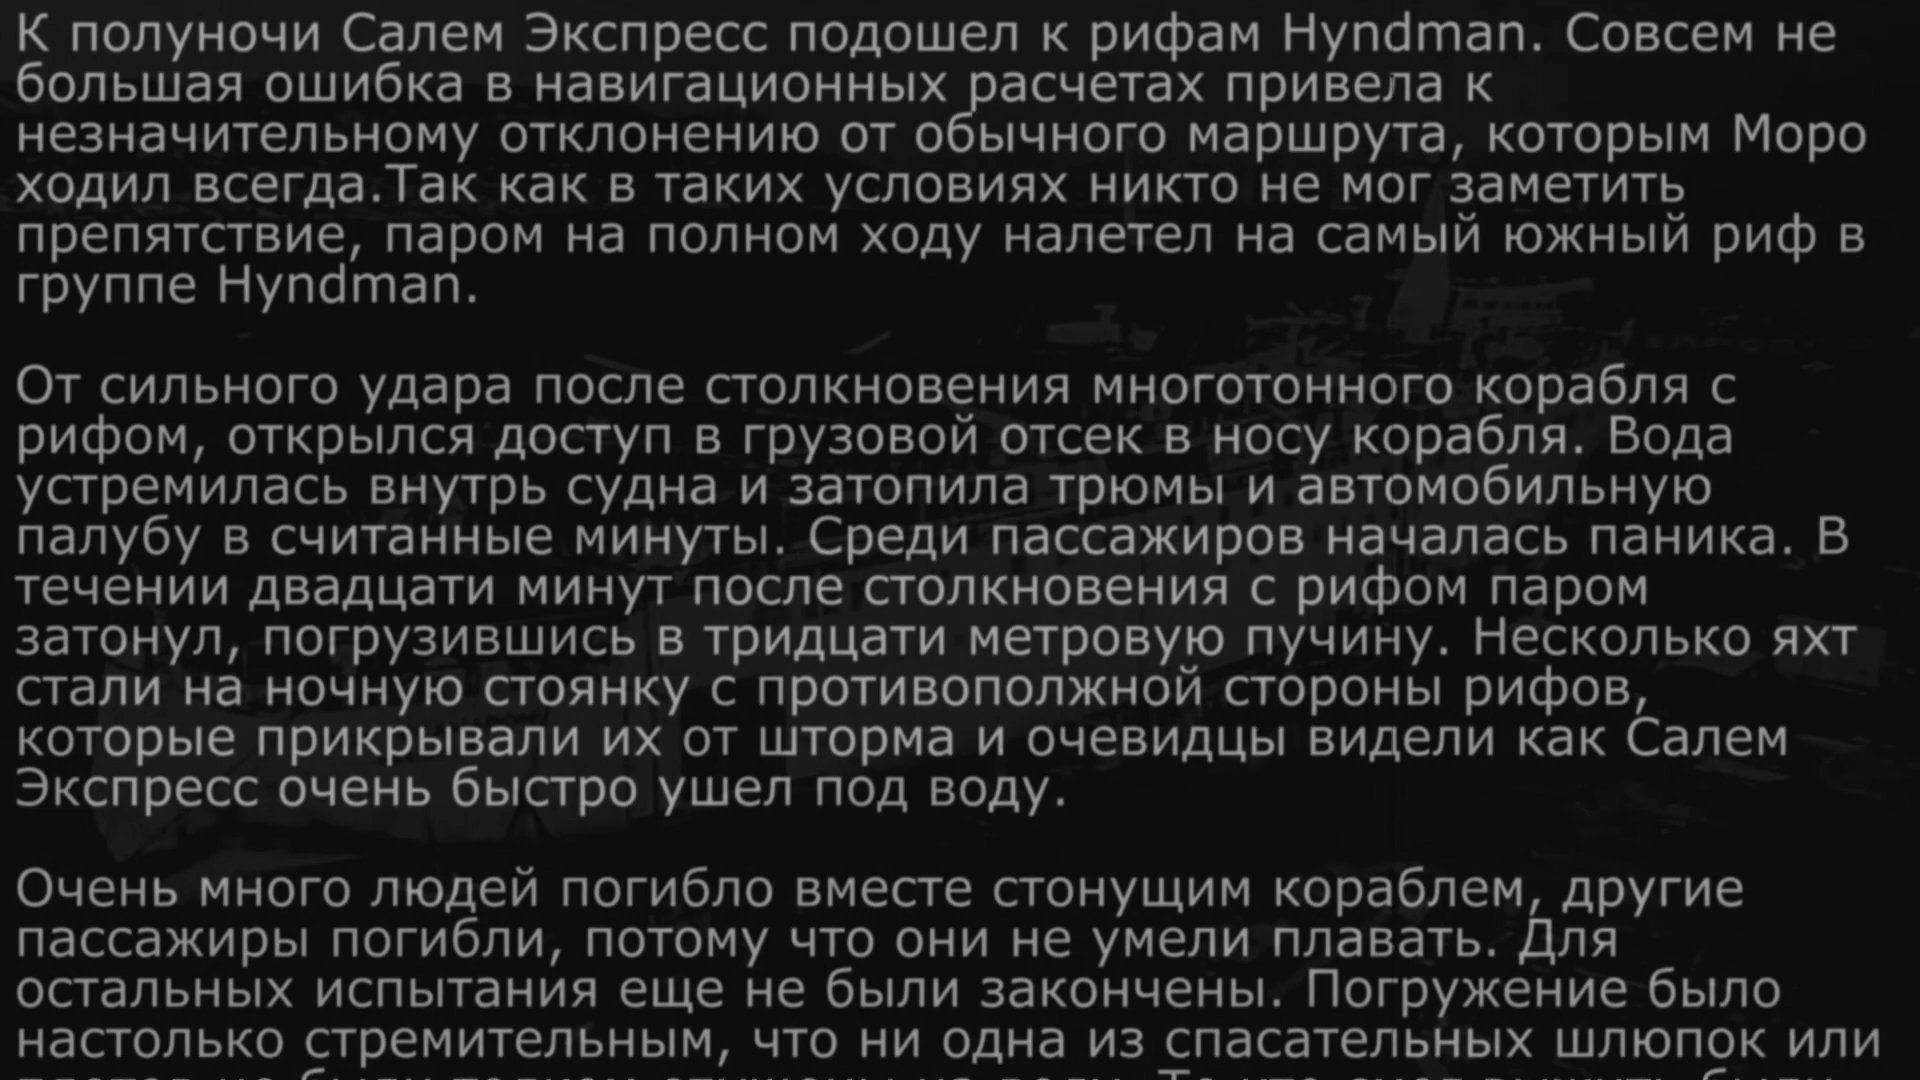 К полуночи Салем Экспресс подошел к рифам Hyndman. Совсем не
большая ошибка в навигационных расчетах привела к
незначительному отклонению от обычного маршрута, которым Моро
ходил всегда.Так как в таких условиях никто не мог заметить
препятствие, паром на полном ходу налетел на самый южный риф в
группе Hyndman.
От сильного удара после столкновения многотонного корабля с
рифом, открылся доступ в грузовой отсек в носу корабля. Вода
устремилась внутрь судна и затопила трюмы и автомобильную
палубу в считанные минуты. Среди пассажиров началась паника. В
течении двадцати минут после столкновения с рифом паром
затонул, погрузившись в тридцати метровую пучину. Несколько яхт
стали на ночную стоянку с противополжной стороны рифов,
которые прикрывали их от шторма и очевидцы видели как Салем
Экспресс очень быстро ушел под воду.
Очень много людей погибло вместе стонущим кораблем, другие
пассажиры погибли, потому что они не умели плавать. Для
остальных испытания еще не были закончены. Погружение было
настолько стремительным, что ни одна из спасательных шлюпок или